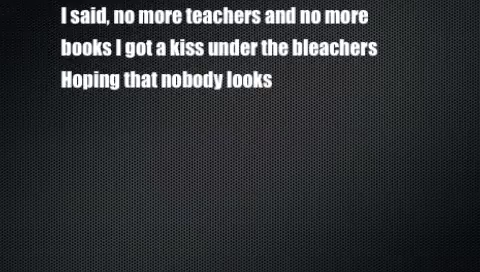 I said, no more teachers and no more
books I got a kiss under the bleachers
Hoping that nobody looks